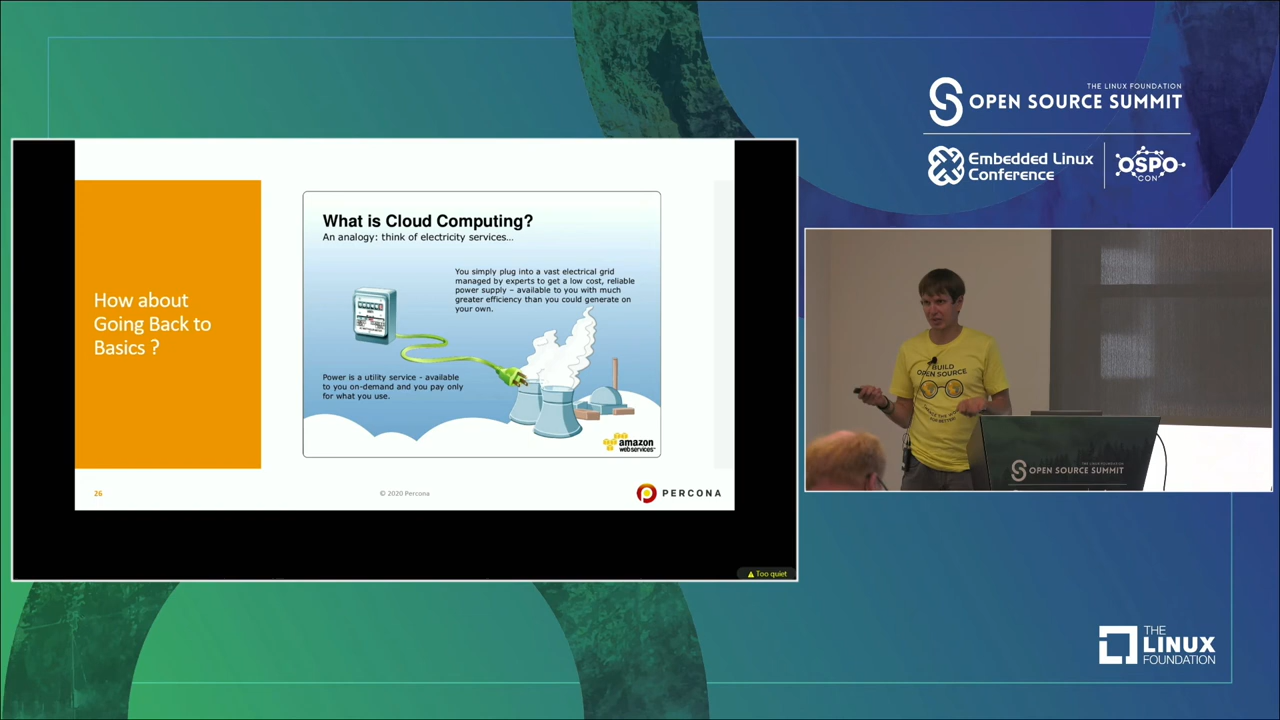 THE LINUX FOUNDATION
OPEN SOURCE SUMMIT
Embedded Linux
Conference
OSPO
CON
How about
Going Back to
Basics ?
What is Cloud Computing?
An analogy: think of electricity services...
You simply plug into a vast electrical grid
managed by experts to get a low cost, reliable
power supply – available to you with much
greater efficiency than you could generate on
your own.
Power is a utility service - available
to you on-demand and you pay only
for what you use.
amazon
web services™
26
© 2020 Percona
PERCONA
Too quiet
BUILD
OPEN SOURCE
THE LINUX FOUNDATION
OPEN SOURCE SUMMIT
THE
LINUX
FOUNDATION